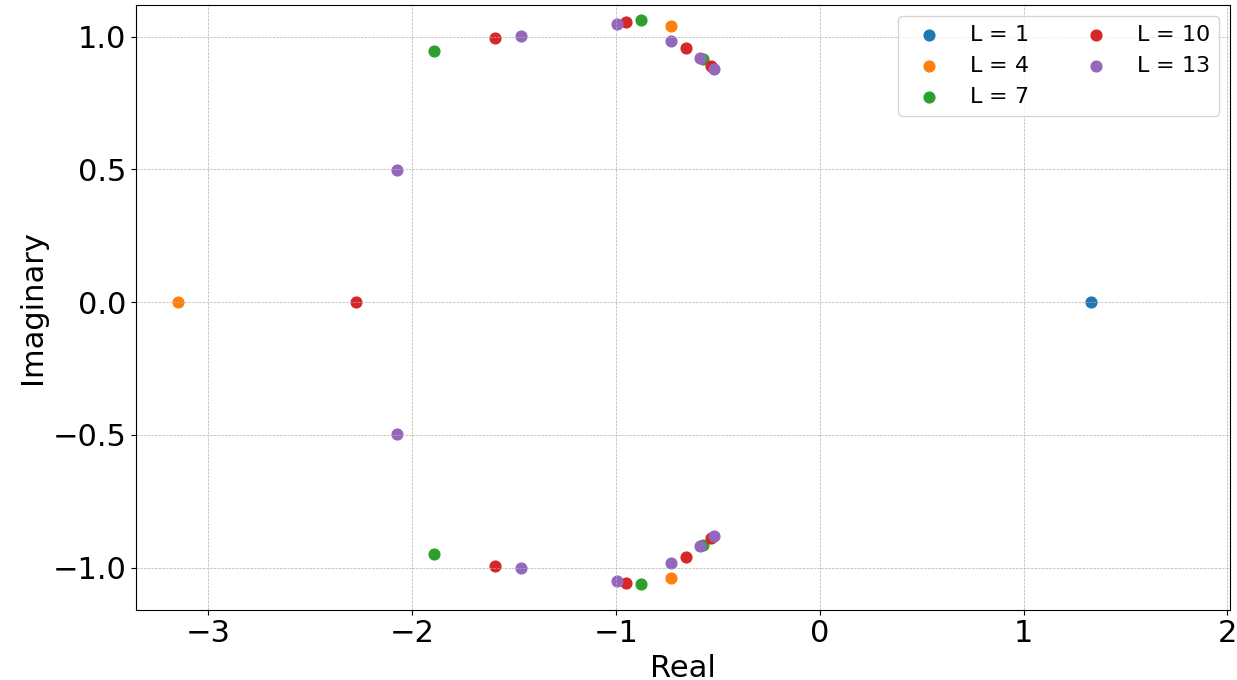 1.0
0.5
0.0
−0.5
−1.0
Imaginary
−3 −2 −1 0 1 2
Real
L = 1
L = 4
L = 7
L = 10
L = 13